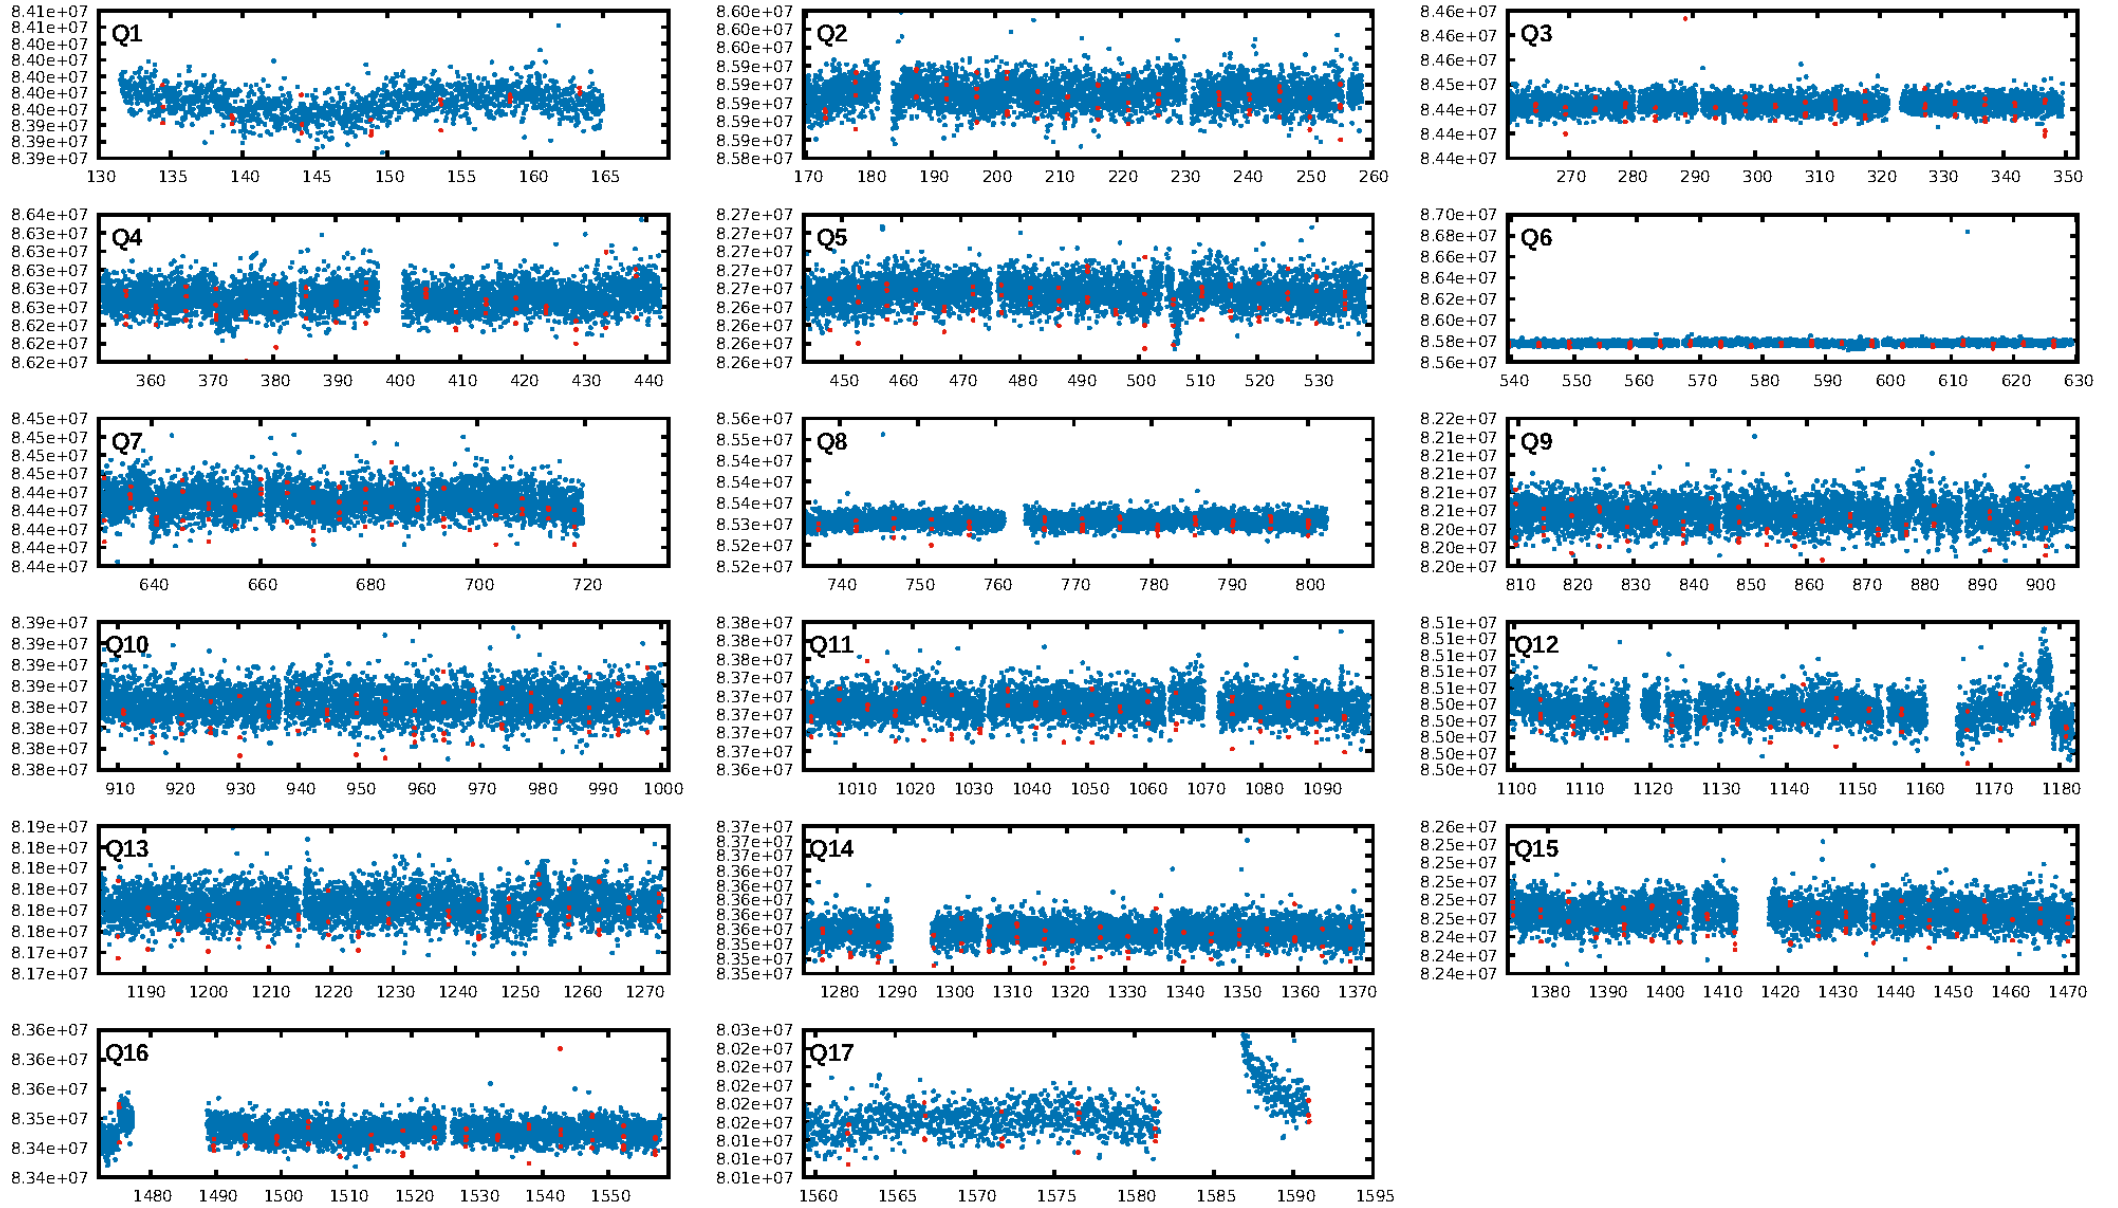 8.41e+07
8.41e+07
8.40e+07
8.40e+07
8.40e+07
8.40e+07
8.40e+07
8.39e+07
8.39e+07
8.39e+07
Q1
130 135 140 145 150 155 160 165
8.60e+07
8.60e+07
8.60e+07
8.59e+07
8.59e+07
8.59e+07
8.59e+07
8.59e+07
8.58e+07
Q2
170 180 190 200 210 220 230 240 250 260
8.46e+07
8.46e+07
8.46e+07
8.45e+07
8.44e+07
8.44e+07
8.44e+07
Q3
270 280 290 300 310 320 330 340 350
8.64e+07
8.63e+07
8.63e+07
8.63e+07
8.63e+07
8.63e+07
8.62e+07
8.62e+07
8.62e+07
Q4
360 370 380 390 400 410 420 430 440
8.27e+07
8.27e+07
8.27e+07
8.27e+07
8.27e+07
8.26e+07
8.26e+07
8.26e+07
8.26e+07
Q5
450 460 470 480 490 500 510 520 530
8.70e+07
8.68e+07
8.66e+07
8.64e+07
8.62e+07
8.60e+07
8.58e+07
8.56e+07
Q6
540 550 560 570 580 590 600 610 620 630
8.45e+07
8.45e+07
8.45e+07
8.45e+07
8.44e+07
8.44e+07
8.44e+07
8.44e+07
8.44e+07
Q7
640 660 680 700 720
8.56e+07
8.55e+07
8.54e+07
8.54e+07
8.54e+07
8.53e+07
8.52e+07
8.52e+07
Q8
740 750 760 770 780 790 800
8.22e+07
8.21e+07
8.21e+07
8.21e+07
8.21e+07
8.21e+07
8.20e+07
8.20e+07
8.20e+07
Q9
810 820 830 840 850 860 870 880 890 900
8.39e+07
8.39e+07
8.39e+07
8.39e+07
8.38e+07
8.38e+07
8.38e+07
8.38e+07
Q10
910 920 930 940 950 960 970 980 990 1000
8.38e+07
8.38e+07
8.38e+07
8.37e+07
8.37e+07
8.37e+07
8.37e+07
8.37e+07
8.36e+07
Q11
1010 1020 1030 1040 1050 1060 1070 1080 1090
8.51e+07
8.51e+07
8.51e+07
8.51e+07
8.51e+07
8.50e+07
8.50e+07
8.50e+07
8.50e+07
8.50e+07
Q12
1100 1110 1120 1130 1140 1150 1160 1170 1180
8.19e+07
8.18e+07
8.18e+07
8.18e+07
8.18e+07
8.18e+07
8.17e+07
8.17e+07
Q13
1190 1200 1210 1220 1230 1240 1250 1260 1270
8.37e+07
8.37e+07
8.37e+07
8.36e+07
8.36e+07
8.36e+07
8.36e+07
8.36e+07
8.35e+07
8.35e+07
8.35e+07
Q14
1280 1290 1300 1310 1320 1330 1340 1350 1360 1370
8.26e+07
8.25e+07
8.25e+07
8.25e+07
8.25e+07
8.25e+07
8.24e+07
8.24e+07
8.24e+07
Q15
1380 1390 1400 1410 1420 1430 1440 1450 1460 1470
8.36e+07
8.36e+07
8.36e+07
8.35e+07
8.34e+07
8.34e+07
Q16
1480 1490 1500 1510 1520 1530 1540 1550
8.03e+07
8.02e+07
8.02e+07
8.02e+07
8.02e+07
8.02e+07
8.01e+07
8.01e+07
8.01e+07
Q17
1560 1565 1570 1575 1580 1585 1590 1595